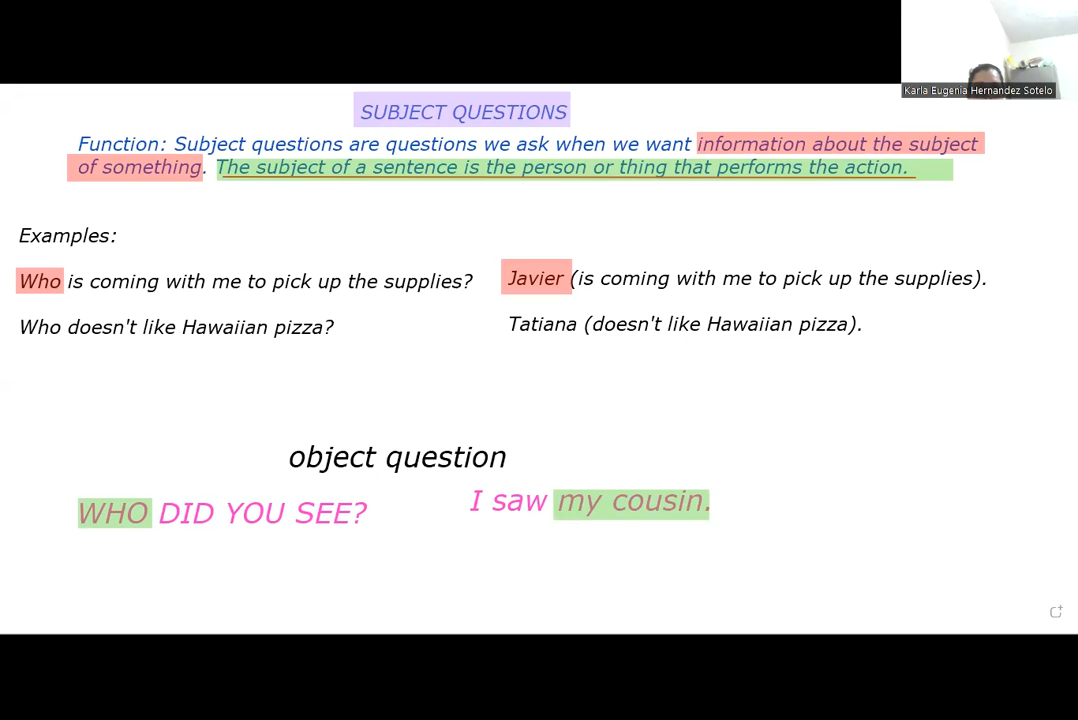 Karla Eugenia Hernandez Sotelo
SUBJECT QUESTIONS
Function: Subject questions are questions we ask when we want information about the subject
of something. The subject of a sentence is the person or thing that performs the action.
Examples:
Who is coming with me to pick up the supplies?
Javier (is coming with me to pick up the supplies).
Who doesn't like Hawaiian pizza?
Tatiana (doesn't like Hawaiian pizza).
object question
WHO DID YOU SEE?
I saw my cousin.